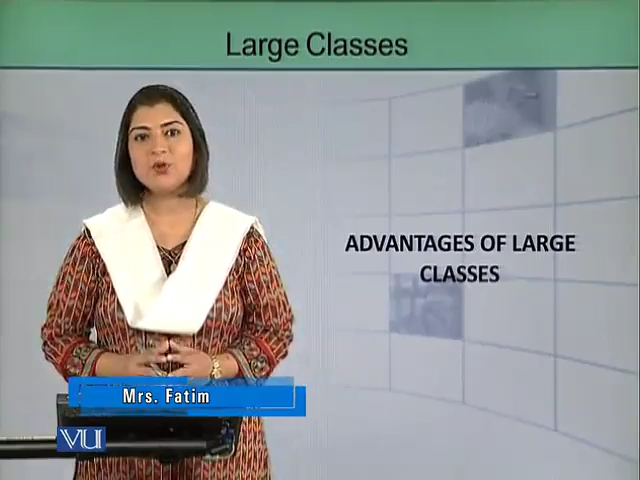 Large Classes
ADVANTAGES OF LARGE
CLASSES
Mrs. Fatim
VU